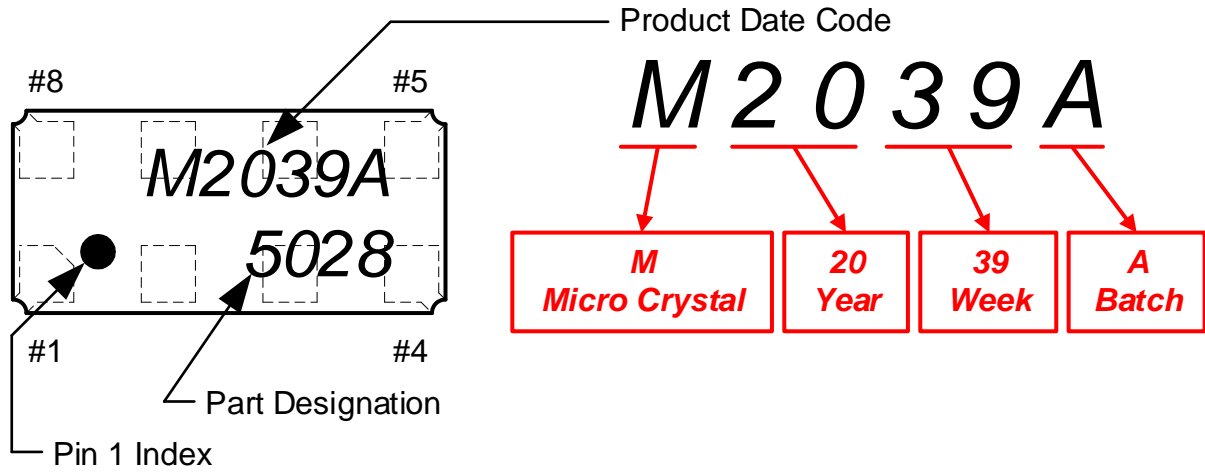 Product Date Code
#8
#5
M2039A
5028
#1
#4
Part Designation
Pin 1 Index
M 2 0 3 9 A
M
Micro Crystal
20
Year
39
Week
A
Batch